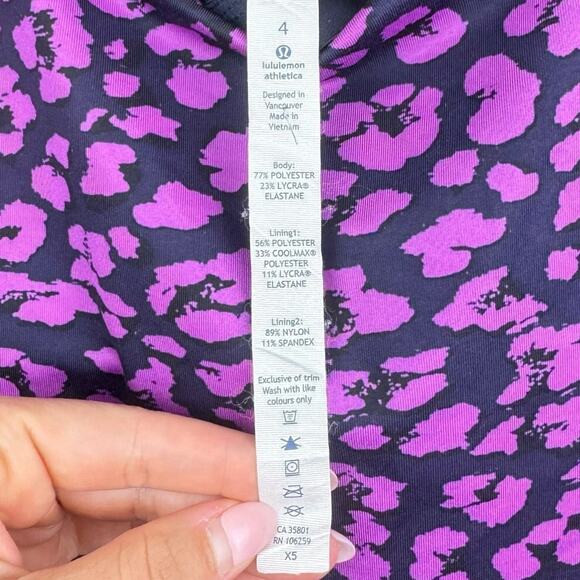 4
lululemon
athletica
Designed in
Vancouver
Made in
Vietnam
Body:
77% POLYESTER
23% LYCRA®
ELASTANE
Lining1:
56% POLYESTER
33% COOLMAX®
POLYESTER
11% LYCRA®
ELASTANE
Lining2:
89% NYLON
11% SPANDEX
Exclusive of trim
Wash with like
colours only
CA 35801
RN 106259
X5